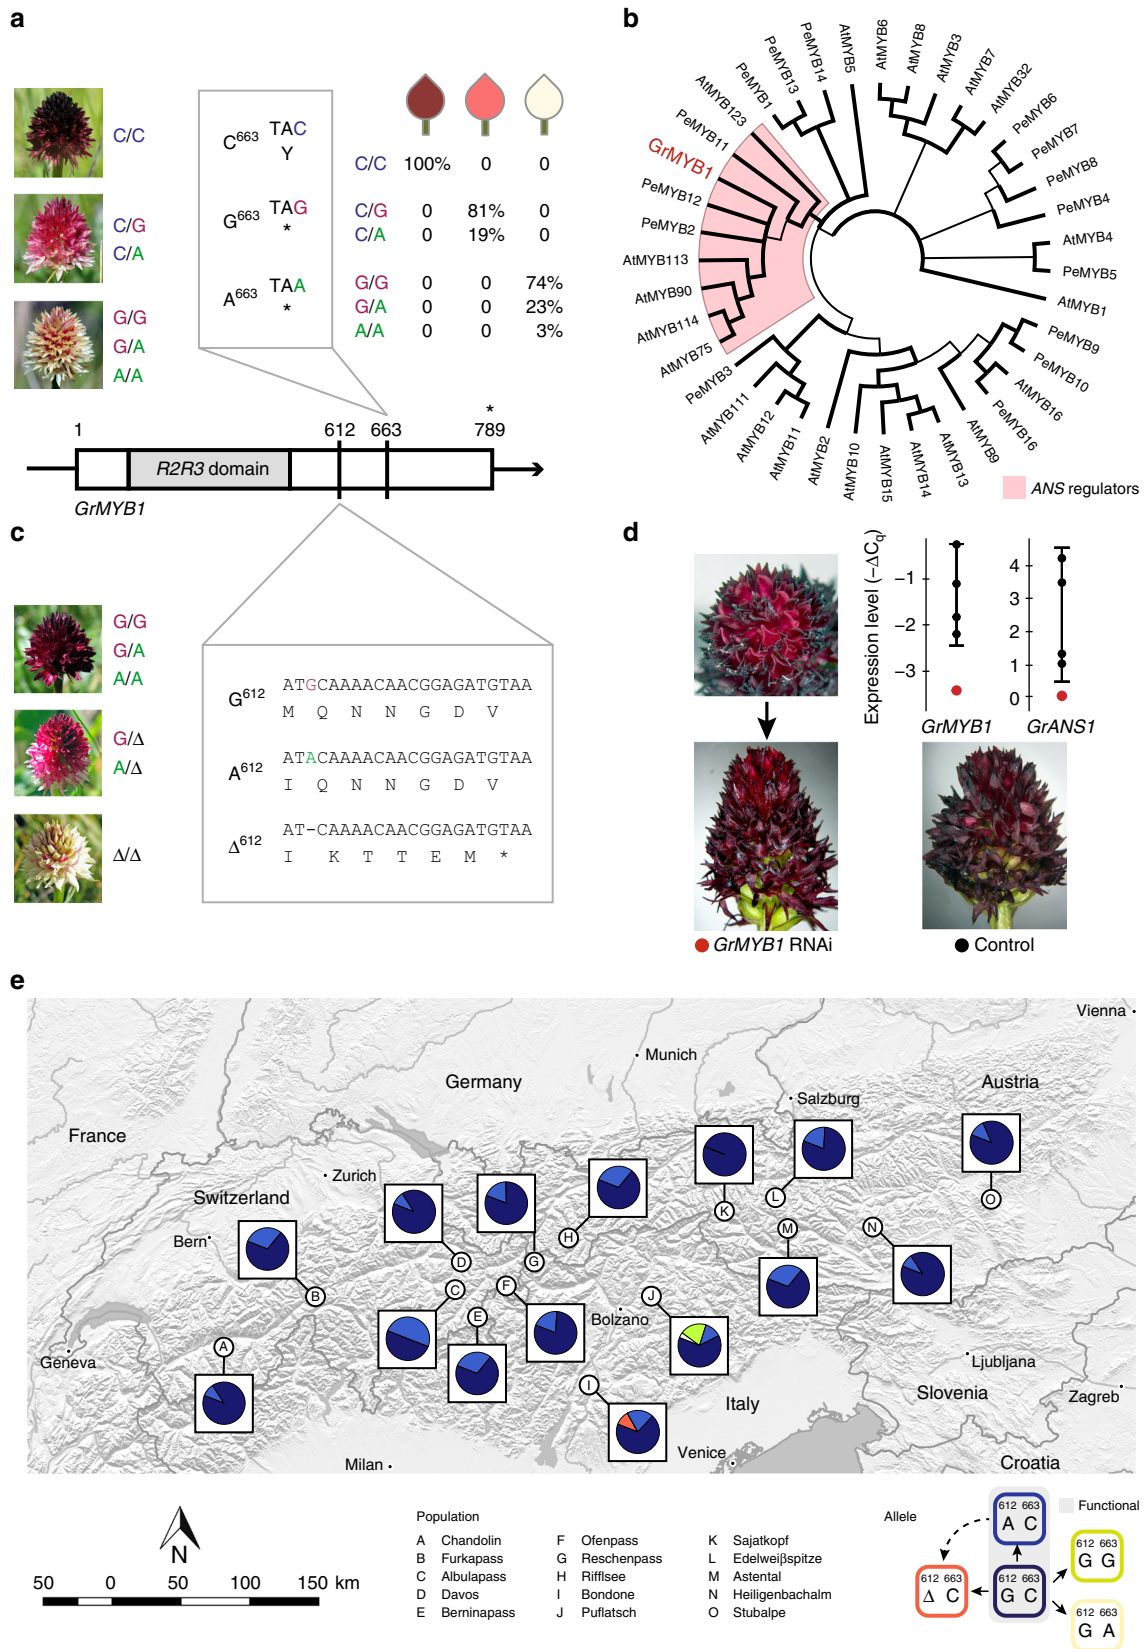 a
C/C
C/G
C/A
G/G
G/A
A/A
C663 TAC
Y
G663 TAG
*
A663 TAA
*
C/C 100% 0 0
C/G 0 81% 0
C/A 0 19% 0
G/G 0 0 74%
G/A 0 0 23%
A/A 0 0 3%
1 612 663 789
*
R2R3 domain
GrMYB1
b
AtMYB6
AtMYB8
AtMYB3
AtMYB7
AtMYB32
PeMYB6
PeMYB7
PeMYB8
PeMYB4
AtMYB4
PeMYB5
AtMYB1
PeMYB9
PeMYB10
AtMYB16
PeMYB16
AtMYB9
AtMYB13
AtMYB14
AtMYB15
AtMYB10
AtMYB2
AtMYB11
AtMYB12
AtMYB111
PeMYB3
AtMYB75
AtMYB114
AtMYB90
AtMYB113
PeMYB2
PeMYB12
GrMYB1
PeMYB11
AtMYB123
PeMYB1
PeMYB13
PeMYB14
AtMYB5
ANS regulators
c
G/G
G/A
A/A
G/Δ
A/Δ
Δ/Δ
G612 ATGCAAAACAACGGAGATGTAA
M Q N N G D V
A612 ATACAAAACAACGGAGATGTAA
I Q N N G D V
Δ612 AT–CAAAACAACGGAGATGTAA
I K T T E M *
d
Expression level (−ΔCq)
−1
−2
−3
GrMYB1
4
3
2
1
0
GrANS1
GrMYB1 RNAi
Control
e
Vienna
Munich
Germany
Austria
Salzburg
France
Zurich
Switzerland
Bern
Bolzano
Geneva
Ljubljana
Slovenia
Zagreb
Italy
Venice
Milan
Croatia
A
B
C
D
E
F
G
H
I
J
K
L
M
N
O
N
50 0 50 100 150 km
Population
A Chandolin
B Furkapass
C Albulapass
D Davos
E Berninapass
F Ofenpass
G Reschenpass
H Rifflsee
I Bondone
J Puflatsch
K Sajatkopf
L Edelweiβspitze
M Astental
N Heiligenbachalm
O Stubalpe
Allele
Functional
612 663
A C
612 663
Δ C
612 663
G C
612 663
G G
612 663
G A